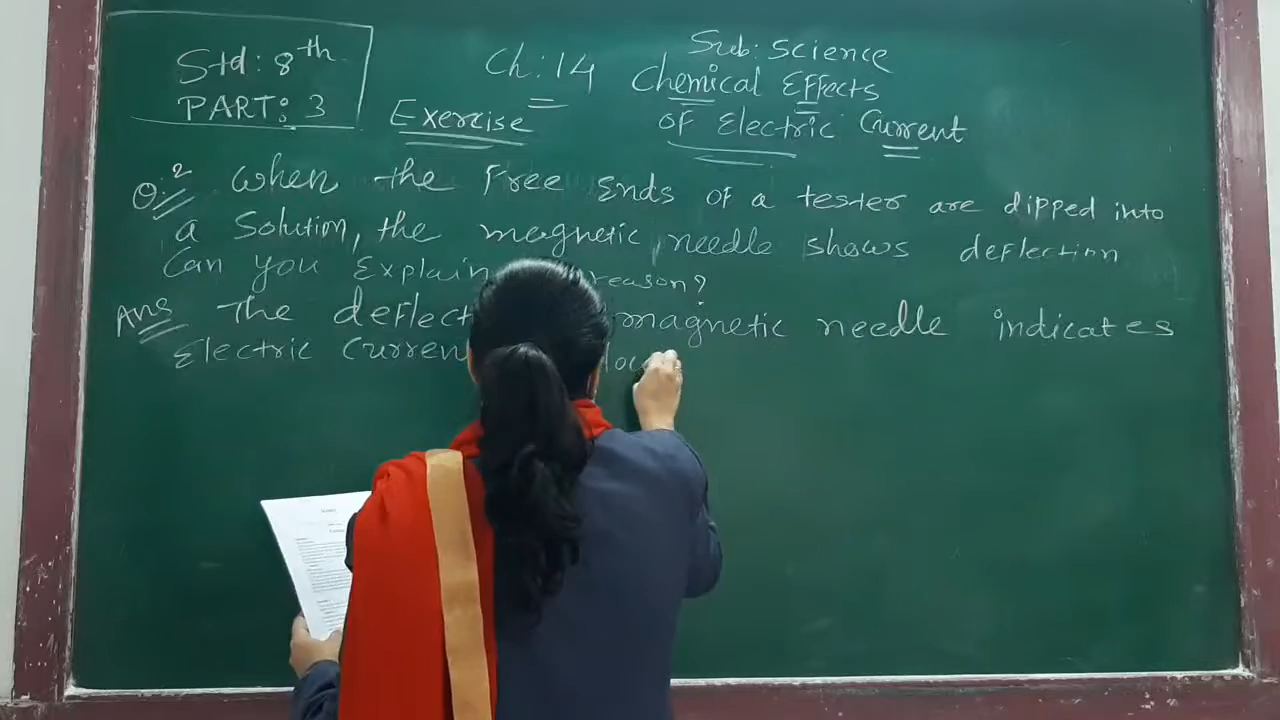 Std: 8th
PART: 3
Ch: 14
Exercise
Sub: Science
Chemical Effects
of Electric Current
Q:2 When the Free Ends of a tester are dipped into
a Solution, the magnetic needle shows deflection
Can you Explain reason?
Ans The deflect magnetic needle indicates
Electric Curren